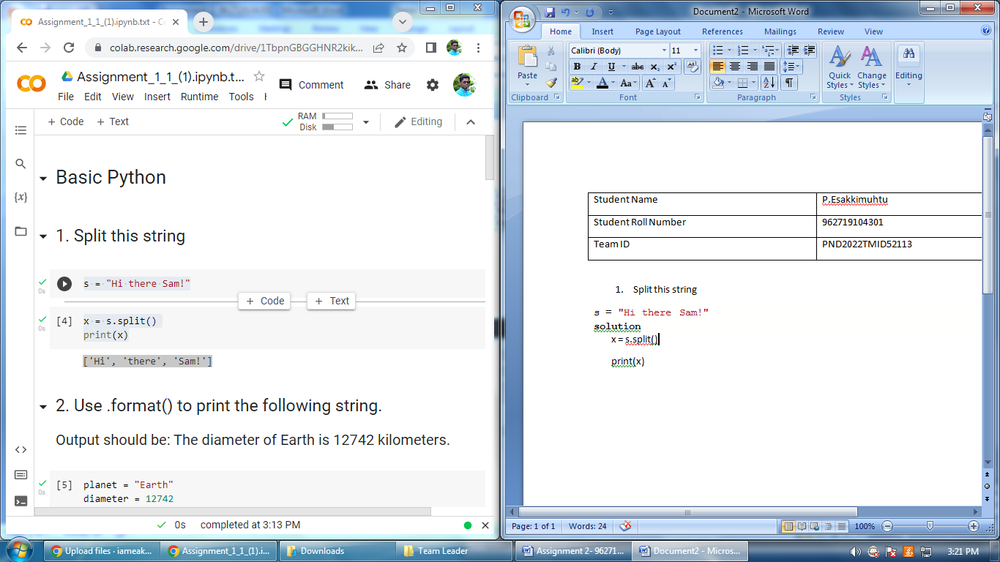 Assignment_1_1_(1).ipynb.txt - Co
colab.research.google.com/drive/1TbpnGBGGHNR2kik...
CO
Assignment_1_1_(1).ipynb.t...
Comment
Share
File Edit View Insert Runtime Tools
+ Code + Text
RAM
Disk
Editing
{x}
Basic Python
1. Split this string
0s
s = "Hi there Sam!"
+ Code + Text
0s
[4] x = s.split()
print(x)
['Hi', 'there', 'Sam!']
2. Use .format() to print the following string.
Output should be: The diameter of Earth is 12742 kilometers.
0s
[5] planet = "Earth"
diameter = 12742
0s completed at 3:13 PM
Document2 - Microsoft Word
Home Insert Page Layout References Mailings Review View
Paste
Clipboard
Calibri (Body) 11
B I U abc x₂ x² Aa
ab A Aa A A
Font
Paragraph
Quick Styles
Change Styles
Styles
Editing
Student Name P.Esakkimuhtu
Student Roll Number 962719104301
Team ID PND2022TMID52113
1. Split this string
s = "Hi there Sam!"
solution
x = s.split()
print(x)
Page: 1 of 1 Words: 24 100%
Upload files · iameak...
Assignment_1_1_(1).i...
Downloads
Team Leader
Assignment 2- 96271...
Document2 - Micros...
3:21 PM